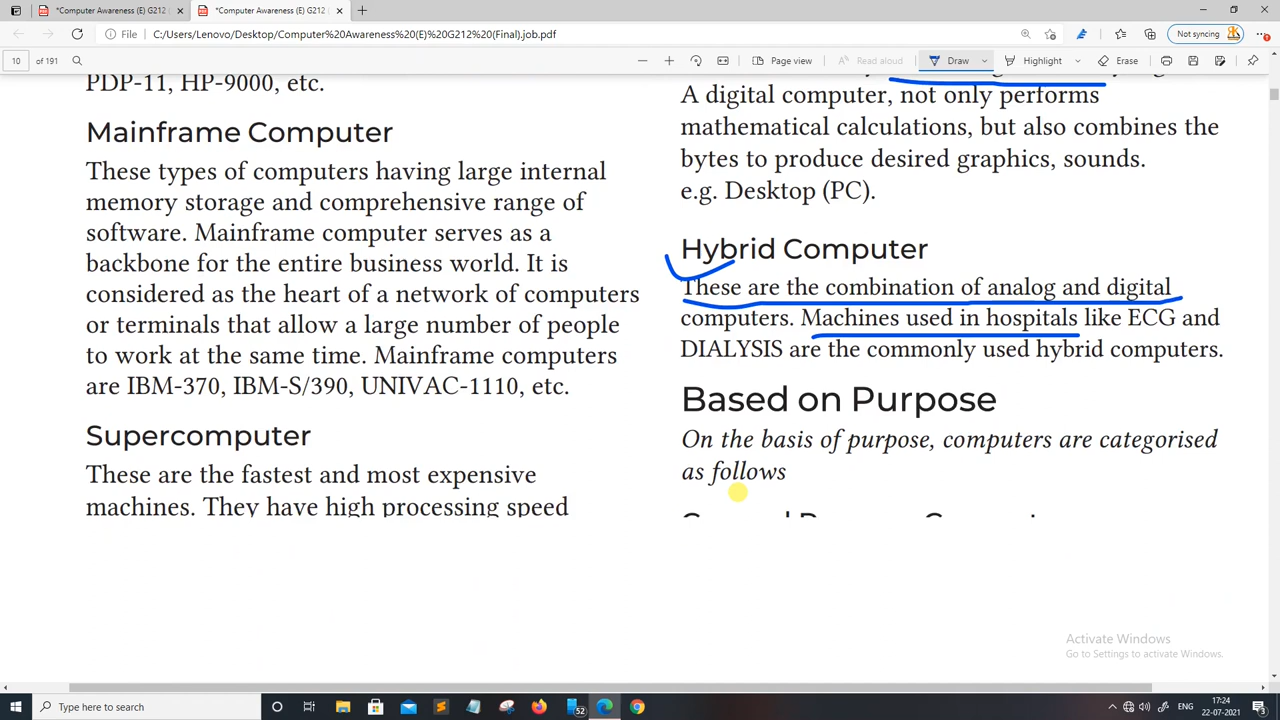 *Computer Awareness (E) G212
*Computer Awareness (E) G212
File
C:/Users/Lenovo/Desktop/Computer%20Awareness%20(E)%20G212%20(Final).job.pdf
Not syncing
10 of 191
Page view
Read aloud
Draw
Highlight
Erase
PDP-11, HP-9000, etc.
Mainframe Computer
These types of computers having large internal
memory storage and comprehensive range of
software. Mainframe computer serves as a
backbone for the entire business world. It is
considered as the heart of a network of computers
or terminals that allow a large number of people
to work at the same time. Mainframe computers
are IBM-370, IBM-S/390, UNIVAC-1110, etc.
Supercomputer
These are the fastest and most expensive
machines. They have high processing speed
A digital computer, not only performs
mathematical calculations, but also combines the
bytes to produce desired graphics, sounds.
e.g. Desktop (PC).
Hybrid Computer
These are the combination of analog and digital
computers. Machines used in hospitals like ECG and
DIALYSIS are the commonly used hybrid computers.
Based on Purpose
On the basis of purpose, computers are categorised
as follows
Activate Windows
Go to Settings to activate Windows.
Type here to search
52
ENG
17:24
22-07-2021
3